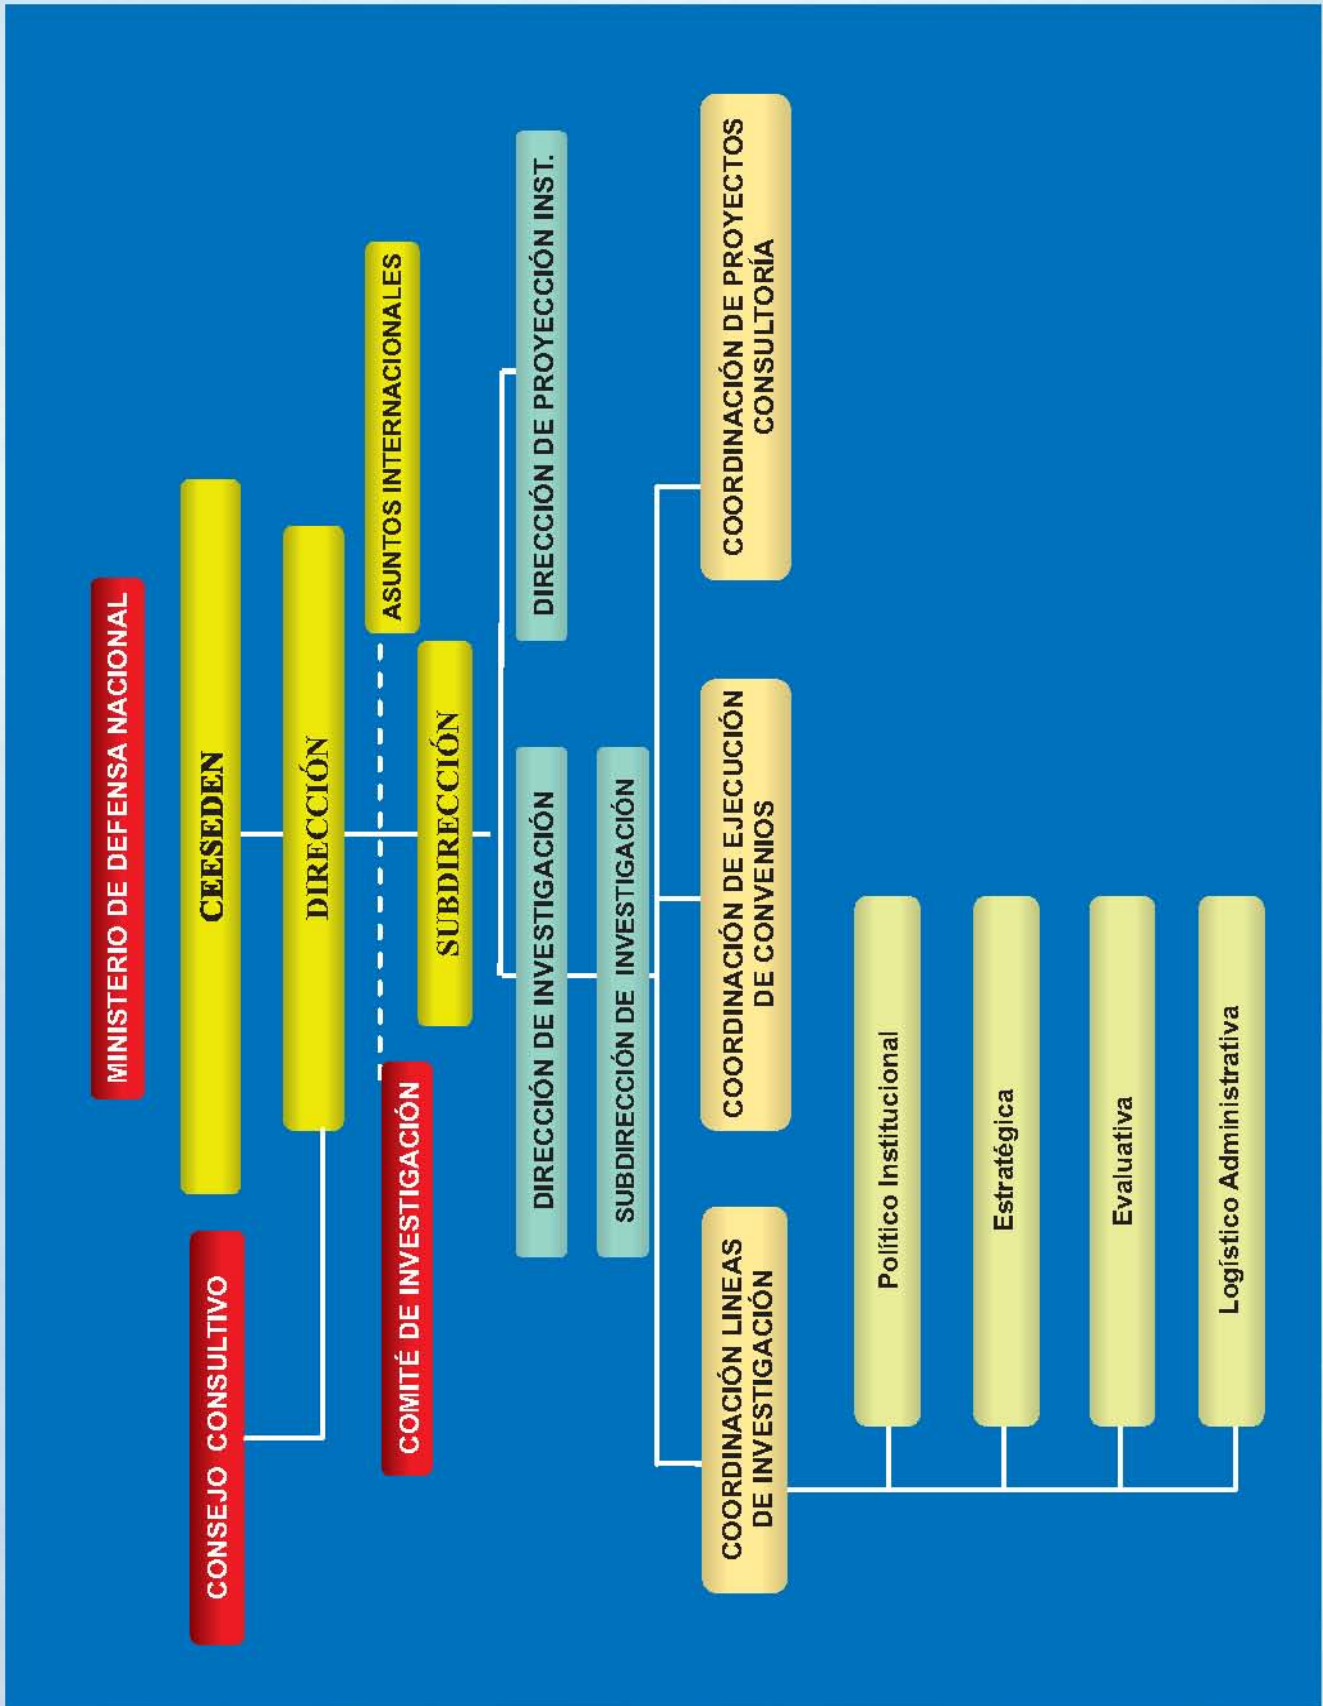 MINISTERIO DE DEFENSA NACIONAL
CONSEJO CONSULTIVO
CEESEDEN
DIRECCIÓN
COMITÉ DE INVESTIGACIÓN
ASUNTOS INTERNACIONALES
SUBDIRECCIÓN
DIRECCIÓN DE INVESTIGACIÓN
DIRECCIÓN DE PROYECCIÓN INST.
SUBDIRECCIÓN DE INVESTIGACIÓN
COORDINACIÓN LINEAS
DE INVESTIGACIÓN
COORDINACIÓN DE EJECUCIÓN
DE CONVENIOS
COORDINACIÓN DE PROYECTOS
CONSULTORÍA
Político Institucional
Estratégica
Evaluativa
Logístico Administrativa